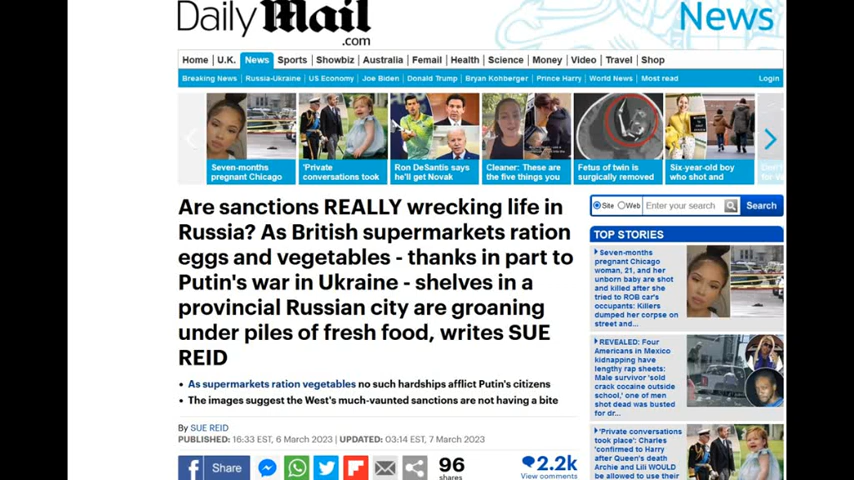 Daily Mail
.com
News
Home U.K. News Sports Showbiz Australia Femail Health Science Money Video Travel Shop
Breaking News Russia-Ukraine US Economy Joe Biden Donald Trump Bryan Kohberger Prince Harry World News Most read Login
Seven-months
pregnant Chicago
'Private
conversations took
Ron DeSantis says
he'll get Novak
Cleaner: These are
the five things you
Fetus of twin is
surgically removed
Six-year-old boy
who shot and
Are sanctions REALLY wrecking life in
Russia? As British supermarkets ration
eggs and vegetables - thanks in part to
Putin's war in Ukraine - shelves in a
provincial Russian city are groaning
under piles of fresh food, writes SUE
REID
• As supermarkets ration vegetables no such hardships afflict Putin's citizens
• The images suggest the West's much-vaunted sanctions are not having a bite
By SUE REID
PUBLISHED: 16:33 EST, 6 March 2023 | UPDATED: 03:14 EST, 7 March 2023
Share
96
shares
2.2k
View comments
Site Web Enter your search Search
TOP STORIES
Seven-months
pregnant Chicago
woman, 21, and her
unborn baby are shot
and killed after she
tried to ROB car's
occupants: Killers
dumped her corpse on
street and...
REVEALED: Four
Americans in Mexico
kidnapping have
lengthy rap sheets:
Male survivor 'sold
crack cocaine outside
school,' one of men
shot dead was busted
for dr...
'Private conversations
took place': Charles
'confirmed to Harry
after Queen's death
Archie and Lili WOULD
be allowed to use their